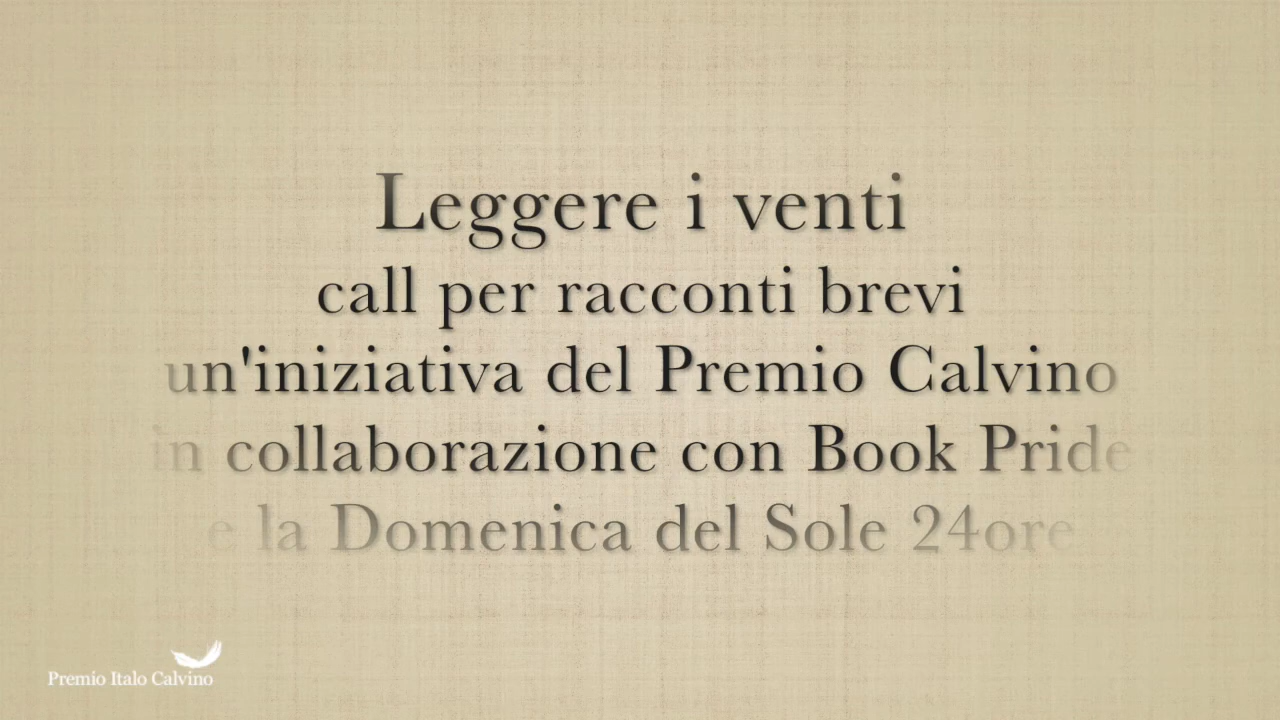 Leggere i venti
call per racconti brevi
un'iniziativa del Premio Calvino
in collaborazione con Book Pride
e la Domenica del Sole 24ore
Premio Italo Calvino